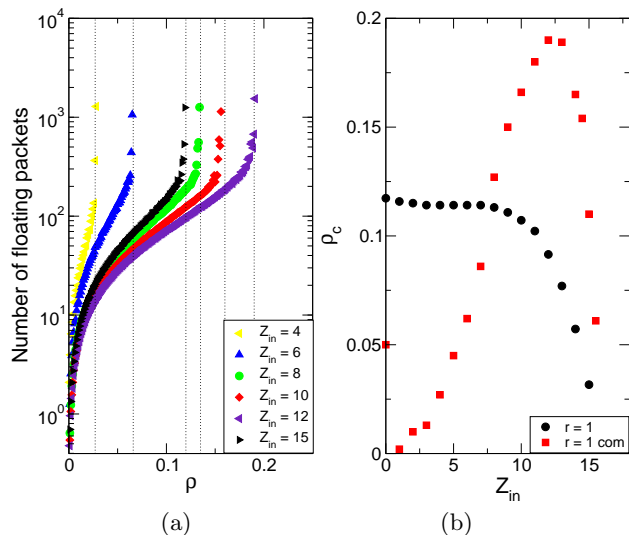 10⁴
10³
10²
10¹
10⁰
Number of floating packets
0
0.1
0.2
ρ
Z_in = 4
Z_in = 6
Z_in = 8
Z_in = 10
Z_in = 12
Z_in = 15
(a)
0.2
0.15
0.1
0.05
0
ρ_c
0
5
10
15
Z_in
r = 1
r = 1 com
(b)